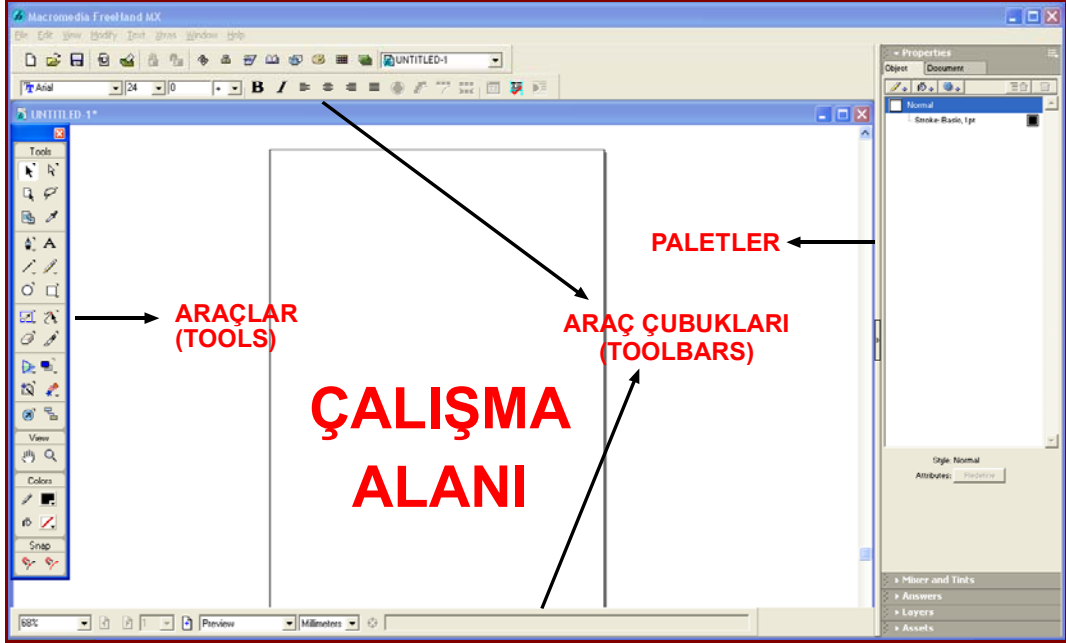 Macromedia FreeHand MX
File Edit View Modify Text Xtras Window Help
UNTITLED-1
Arial 24 0 B I
UNTITLED-1*
Tools
View
Colors
Snap
ARAÇLAR
(TOOLS)
ÇALIŞMA
ALANI
PALETLER
ARAÇ ÇUBUKLARI
(TOOLBARS)
Properties
Object Document
Normal
Stroke-Basic, 1pt
Style: Normal
Attributes: Redefine
Mixer and Tints
Answers
Layers
Assets
68% 1 Preview Millimeters